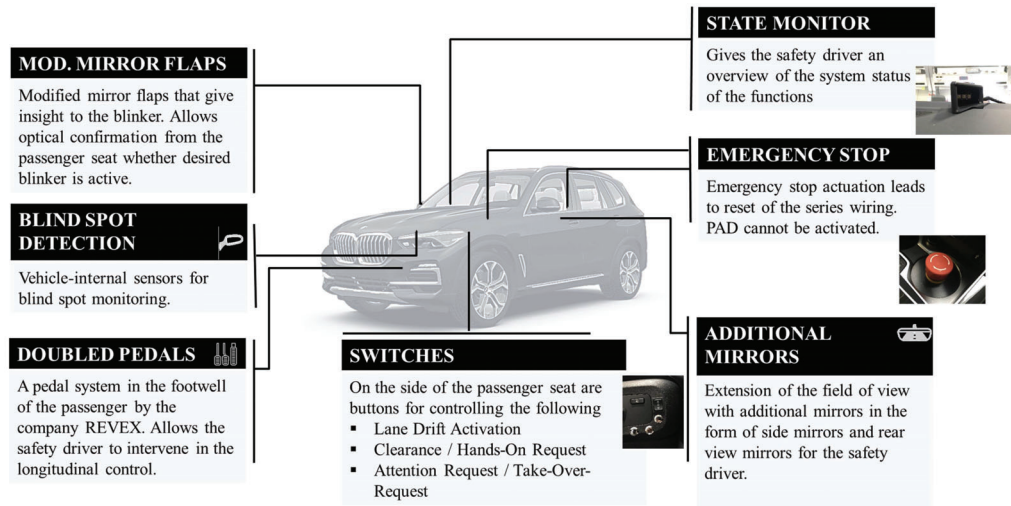 MOD. MIRROR FLAPS
Modified mirror flaps that give
insight to the blinker. Allows
optical confirmation from the
passenger seat whether desired
blinker is active.
BLIND SPOT
DETECTION
Vehicle-internal sensors for
blind spot monitoring.
DOUBLED PEDALS
A pedal system in the footwell
of the passenger by the
company REVEX. Allows the
safety driver to intervene in the
longitudinal control.
SWITCHES
On the side of the passenger seat are
buttons for controlling the following
▪ Lane Drift Activation
▪ Clearance / Hands-On Request
▪ Attention Request / Take-Over-
Request
STATE MONITOR
Gives the safety driver an
overview of the system status
of the functions
EMERGENCY STOP
Emergency stop actuation leads
to reset of the series wiring.
PAD cannot be activated.
ADDITIONAL
MIRRORS
Extension of the field of view
with additional mirrors in the
form of side mirrors and rear
view mirrors for the safety
driver.